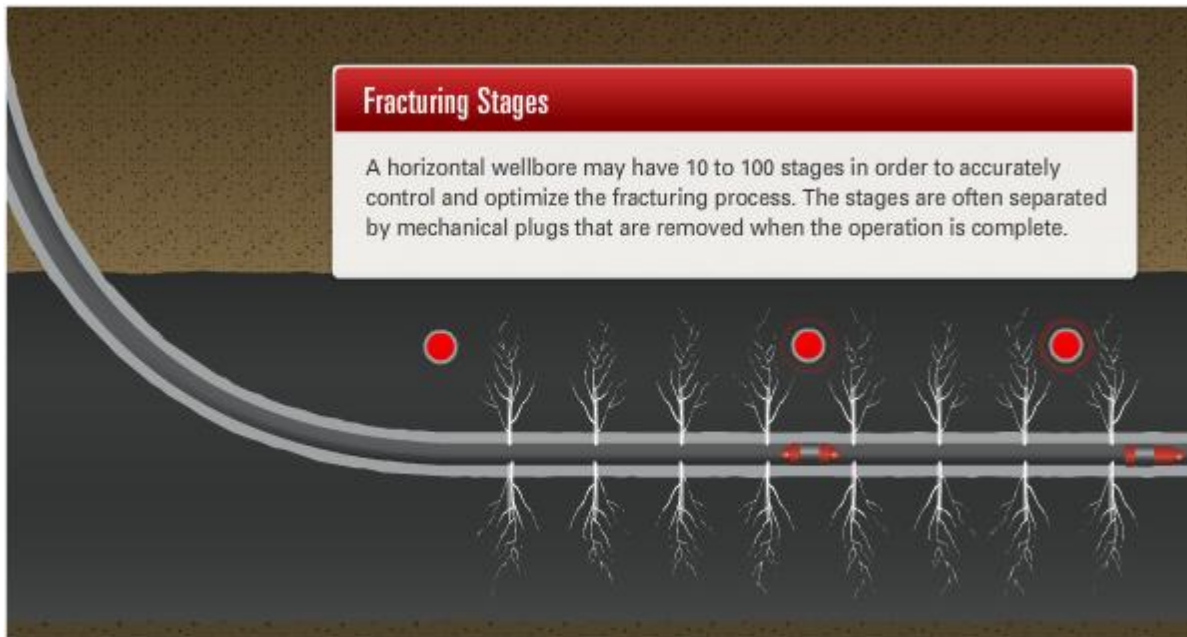 Fracturing Stages
A horizontal wellbore may have 10 to 100 stages in order to accurately
control and optimize the fracturing process. The stages are often separated
by mechanical plugs that are removed when the operation is complete.